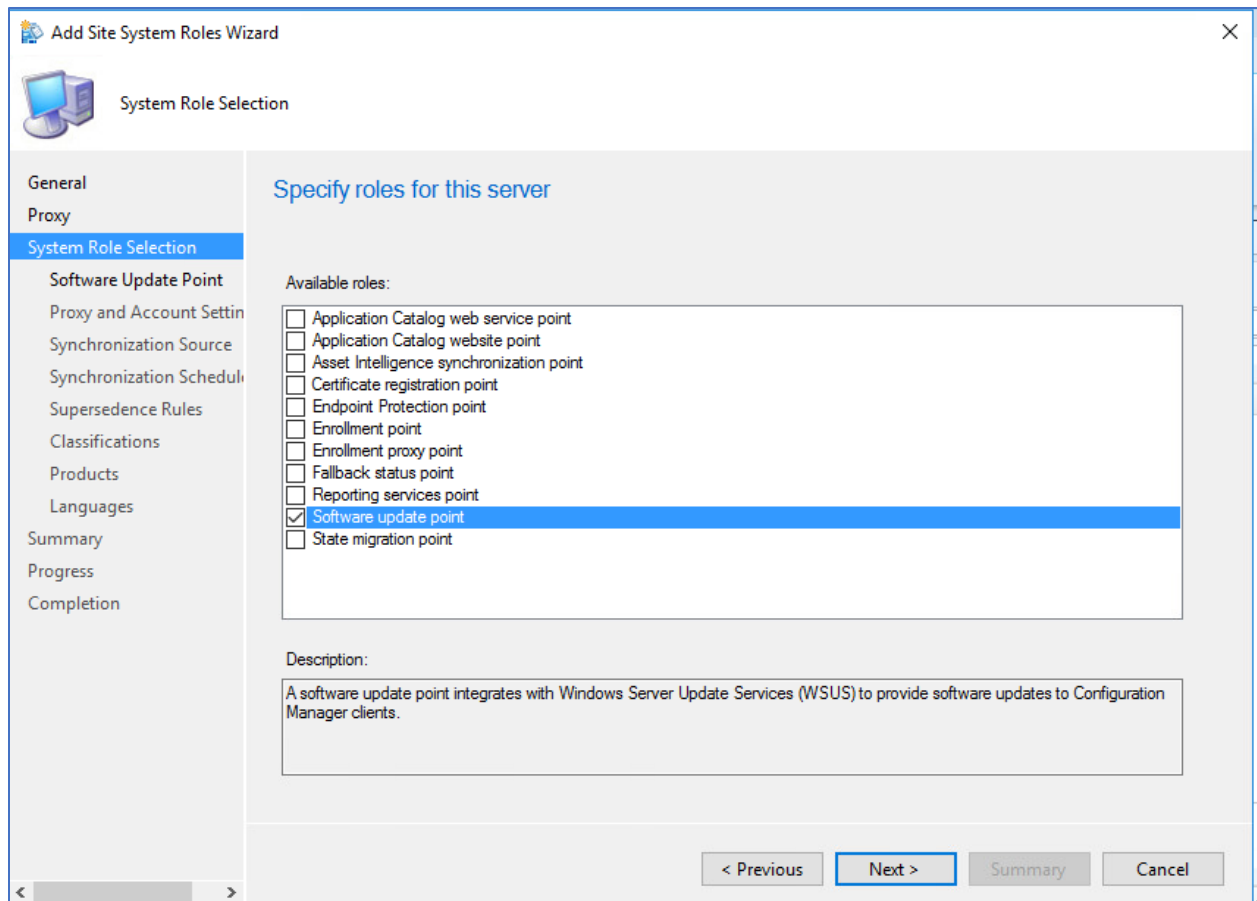 Add Site System Roles Wizard
System Role Selection
General
Proxy
System Role Selection
Software Update Point
Proxy and Account Settin
Synchronization Source
Synchronization Schedul
Supersedence Rules
Classifications
Products
Languages
Summary
Progress
Completion
Specify roles for this server
Available roles:
Application Catalog web service point
Application Catalog website point
Asset Intelligence synchronization point
Certificate registration point
Endpoint Protection point
Enrollment point
Enrollment proxy point
Fallback status point
Reporting services point
Software update point
State migration point
Description:
A software update point integrates with Windows Server Update Services (WSUS) to provide software updates to Configuration
Manager clients.
< Previous
Next >
Summary
Cancel